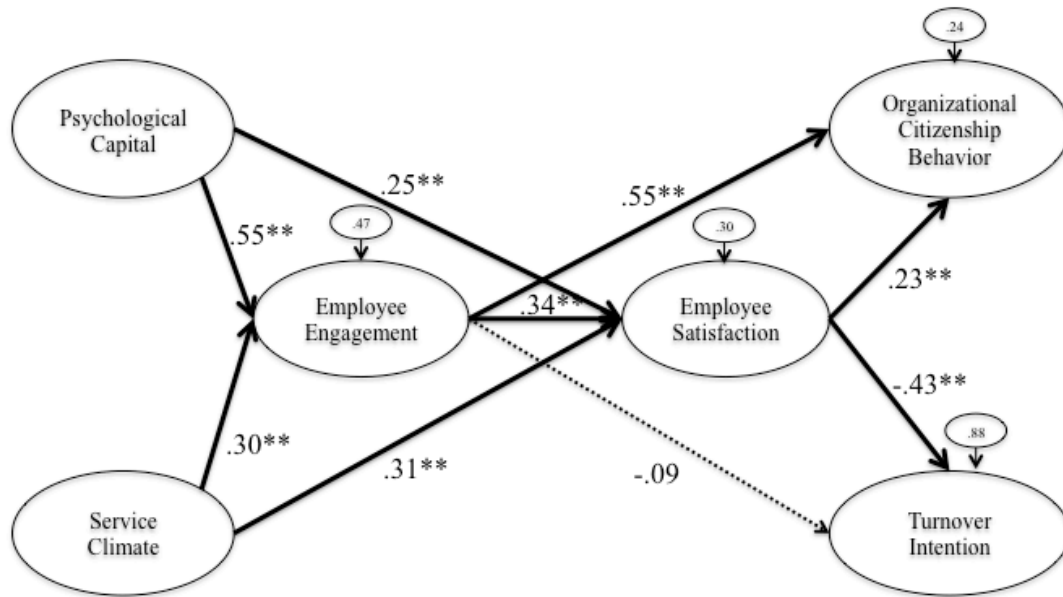 .24
Psychological
Capital
Organizational
Citizenship
Behavior
.25**
.55**
.47
.30
.55**
Employee
Engagement
.34**
Employee
Satisfaction
.23**
-.43**
.30**
.31**
-.09
.88
Service
Climate
Turnover
Intention